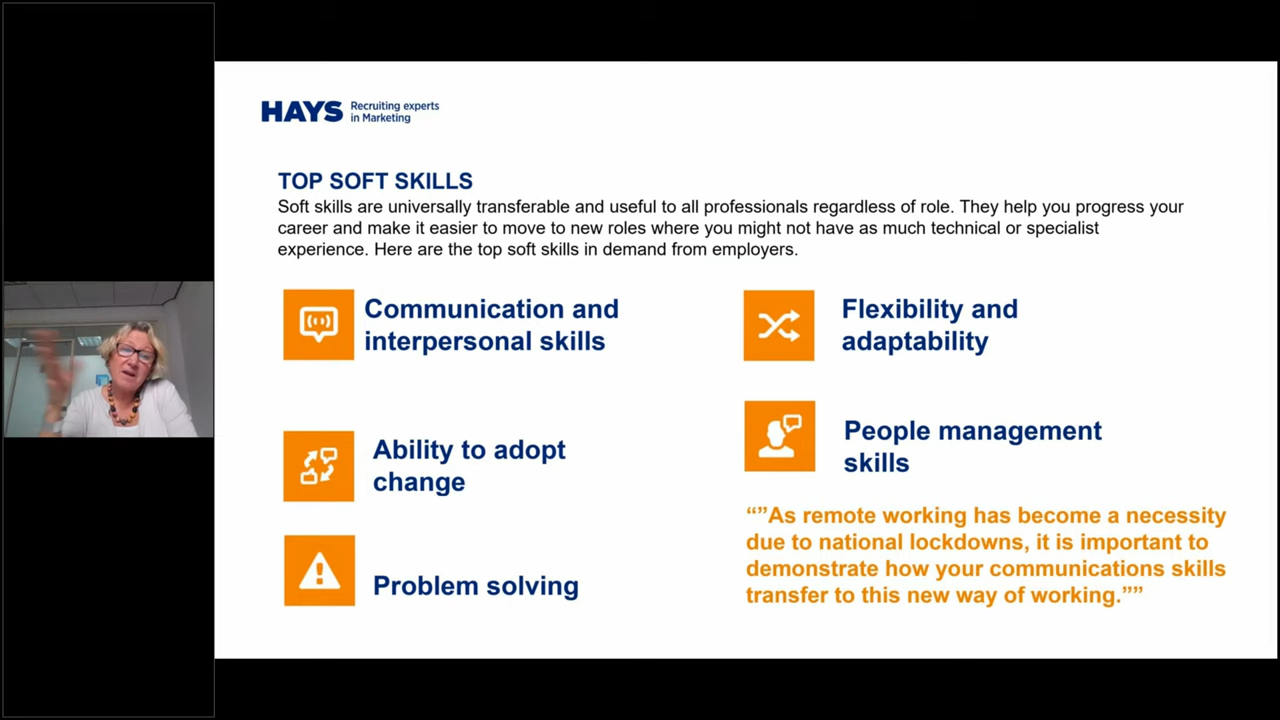 HAYS Recruiting experts
in Marketing
TOP SOFT SKILLS
Soft skills are universally transferable and useful to all professionals regardless of role. They help you progress your
career and make it easier to move to new roles where you might not have as much technical or specialist
experience. Here are the top soft skills in demand from employers.
Communication and
interpersonal skills
Flexibility and
adaptability
Ability to adopt
change
People management
skills
Problem solving
“”As remote working has become a necessity
due to national lockdowns, it is important to
demonstrate how your communications skills
transfer to this new way of working.””